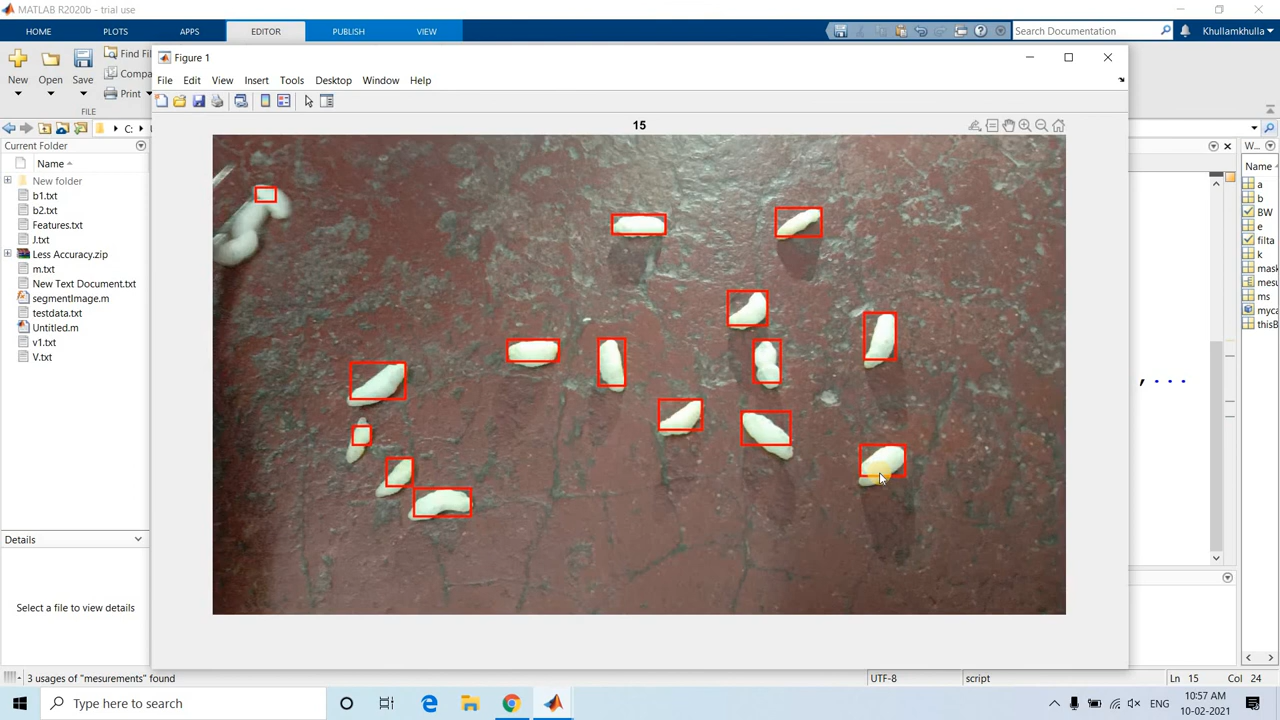 MATLAB R2020b - trial use
HOME PLOTS APPS EDITOR PUBLISH VIEW
Search Documentation
Khullamkhulla
New Open Save
Find Fi
Compa
Print
FILE
Figure 1
File Edit View Insert Tools Desktop Window Help
C:
Current Folder
Name
New folder
b1.txt
b2.txt
Features.txt
J.txt
Less Accuracy.zip
m.txt
New Text Document.txt
segmentImage.m
testdata.txt
Untitled.m
v1.txt
V.txt
Details
Select a file to view details
15
,...
W...
Name
a
b
BW
e
filta
k
mask
mesu
ms
myca
thisB
3 usages of "mesurements" found
UTF-8
script
Ln 15 Col 24
Type here to search
ENG
10:57 AM
10-02-2021